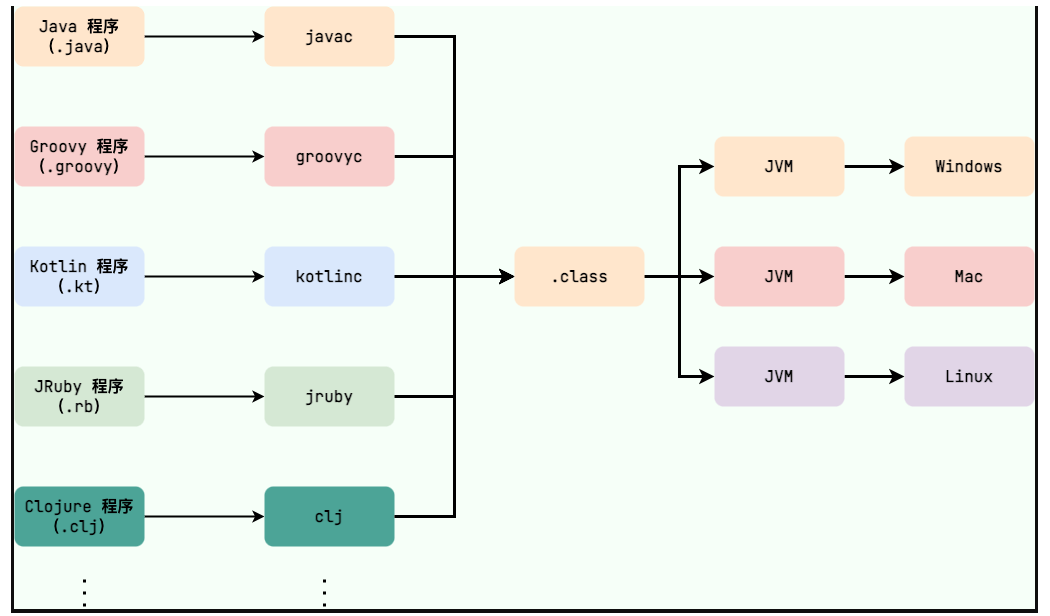 Java 程序
(.java)
javac
Groovy 程序
(.groovy)
groovyc
JVM
Windows
Kotlin 程序
(.kt)
kotlinc
.class
JVM
Mac
JRuby 程序
(.rb)
jruby
JVM
Linux
Clojure 程序
(.clj)
clj